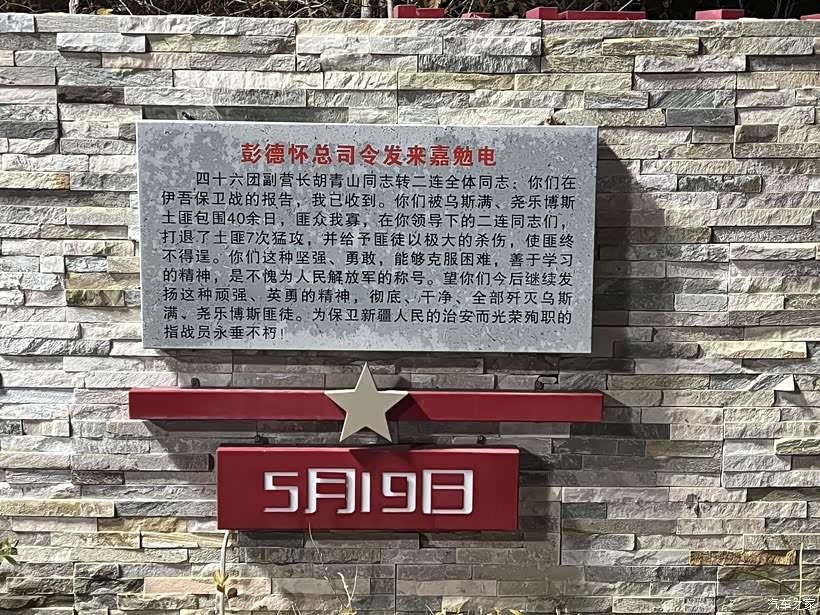 彭德怀总司令发来嘉勉电
四十六团副营长胡青山同志转二连全体同志：你们在
伊吾保卫战的报告，我已收到。你们被乌斯满、尧乐博斯
土匪包围40余日，匪众我寡，在你领导下的二连同志们，
打退了土匪7次猛攻，并给予匪徒以极大的杀伤，使匪终
不得逞。你们这种坚强、勇敢，能够克服困难，善于学习
的精神，是不愧为人民解放军的称号。望你们今后继续发
扬这种顽强、英勇的精神，彻底、干净、全部歼灭乌斯
满、尧乐博斯匪徒。为保卫新疆人民的治安而光荣殉职的
指战员永垂不朽！
5月19日
汽车之家